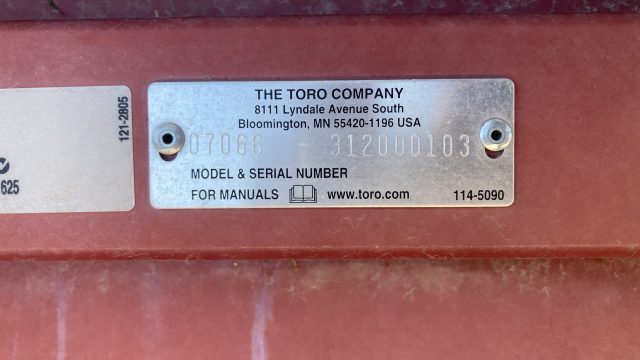 THE TORO COMPANY
8111 Lyndale Avenue South
Bloomington, MN 55420-1196 USA
07066 - 312000103
MODEL & SERIAL NUMBER
FOR MANUALS www.toro.com 114-5090
121-2805
625